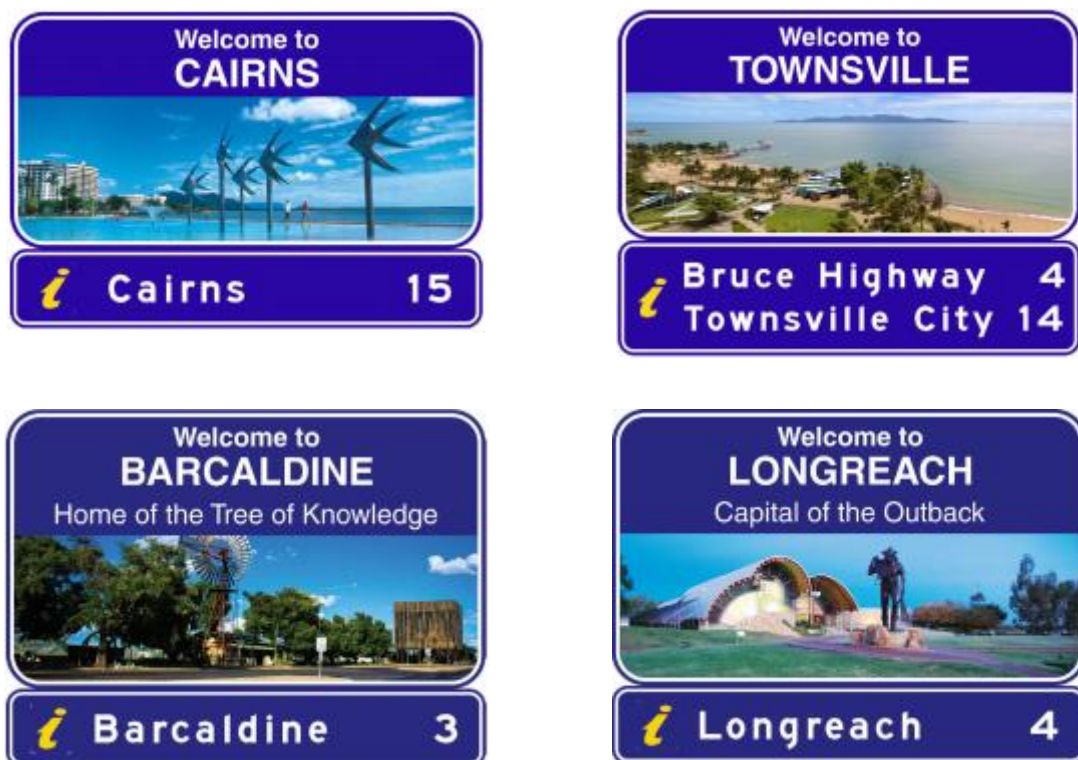 Welcome to
CAIRNS
i Cairns 15
Welcome to
TOWNSVILLE
i Bruce Highway 4
Townsville City 14
Welcome to
BARCALDINE
Home of the Tree of Knowledge
i Barcaldine 3
Welcome to
LONGREACH
Capital of the Outback
i Longreach 4